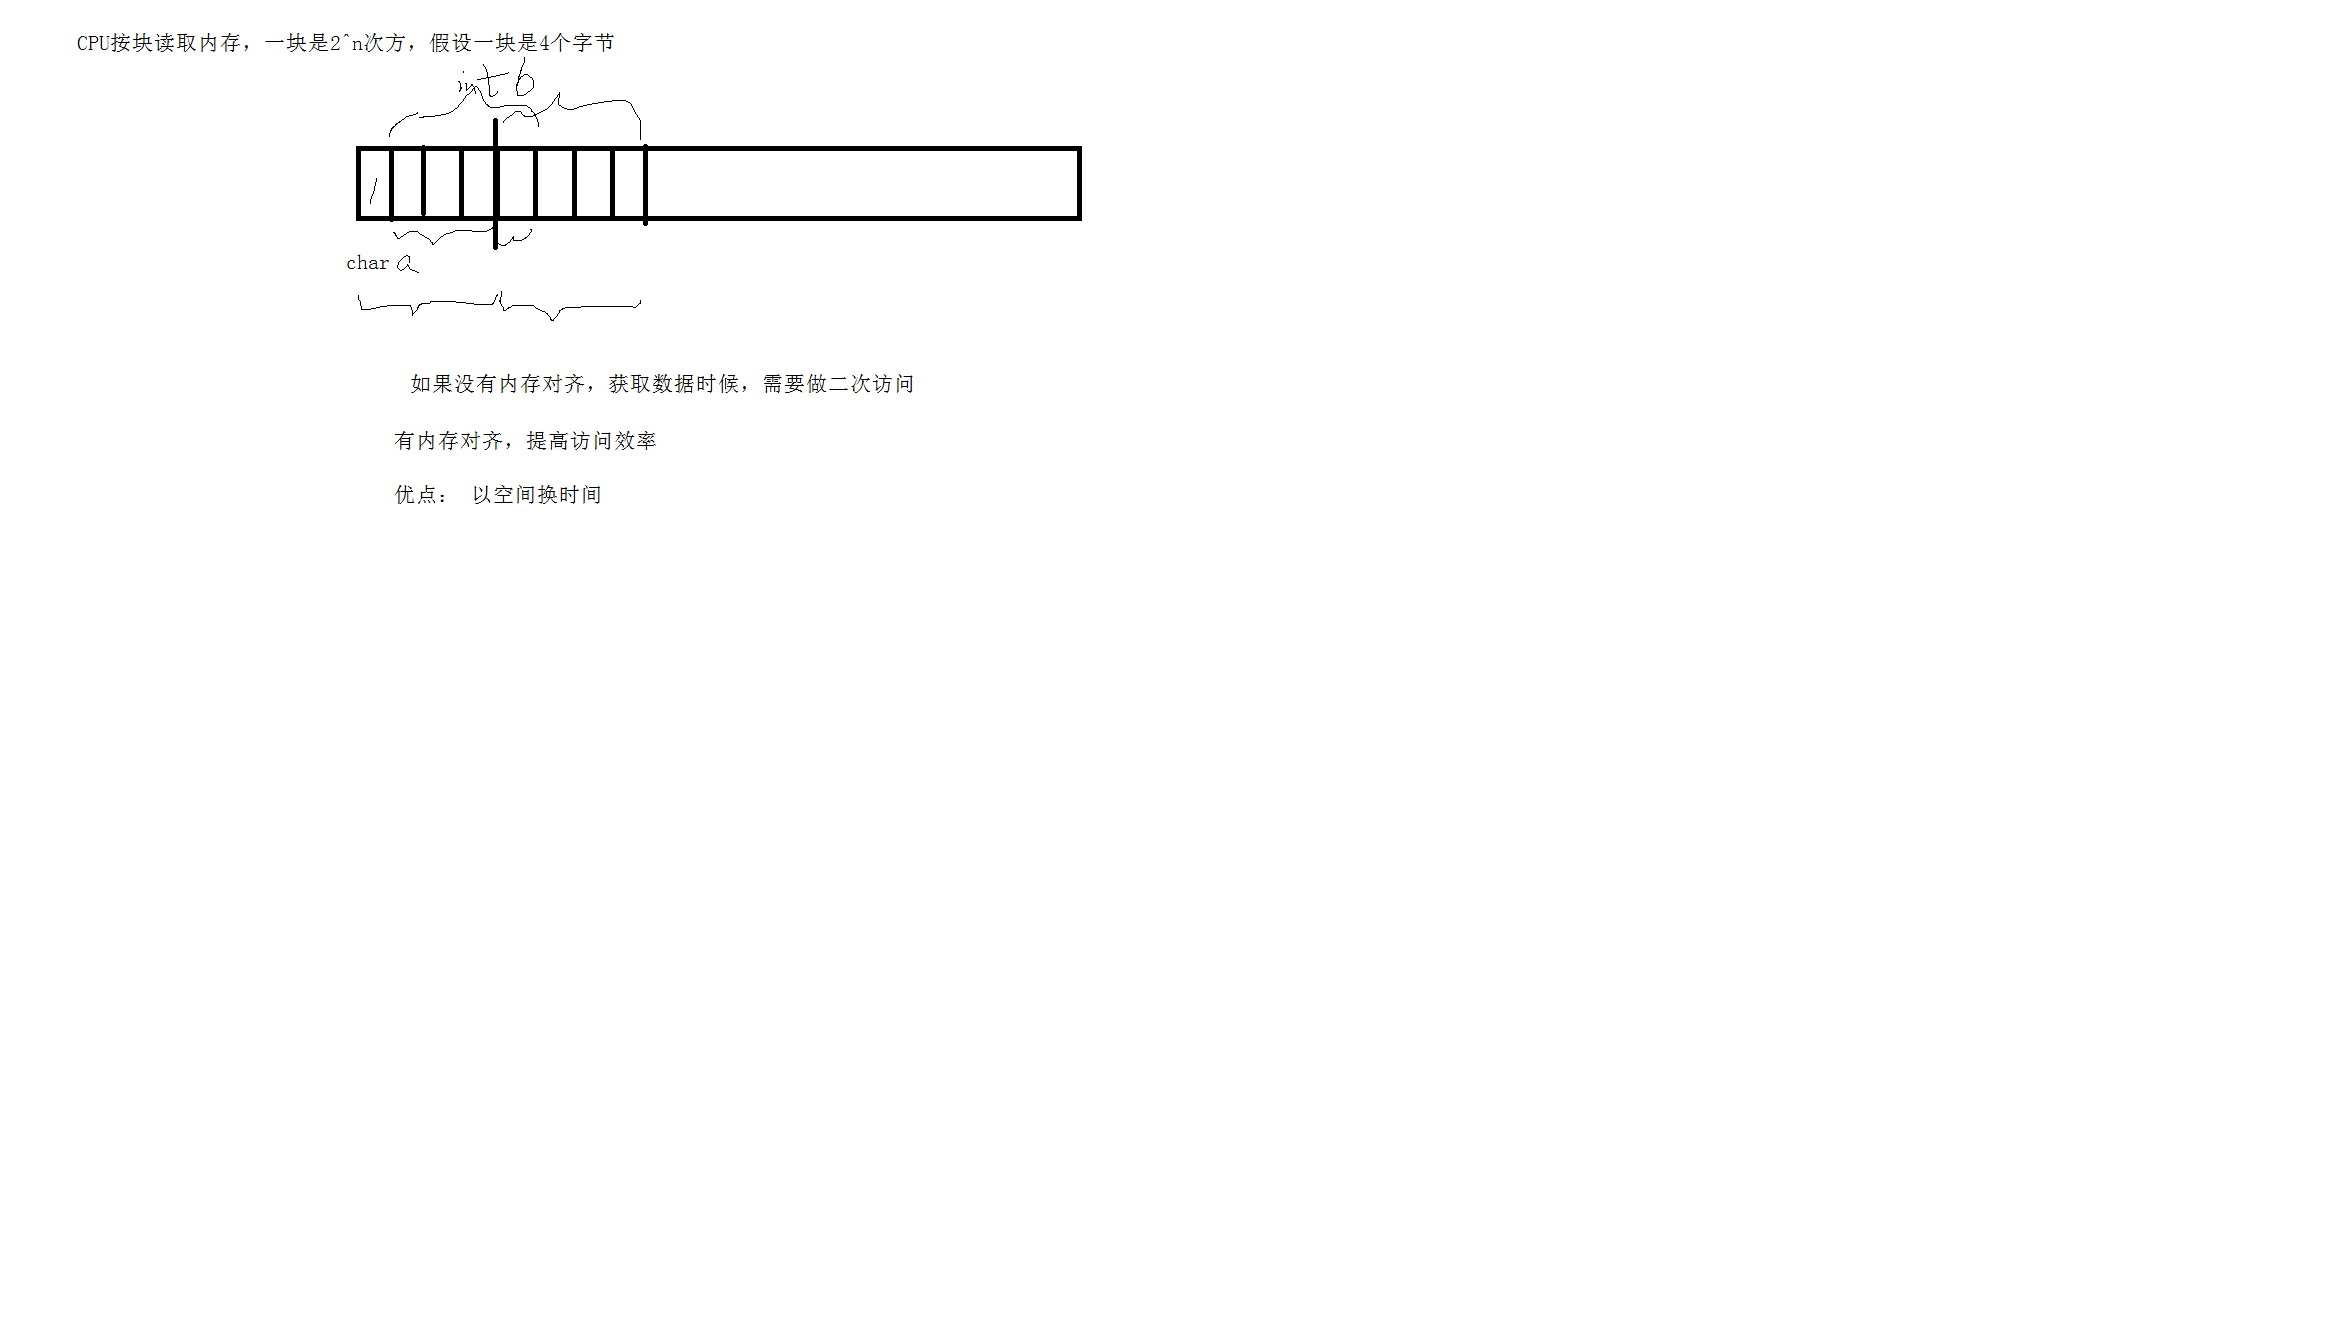 CPU按块读取内存，一块是2^n次方，假设一块是4个字节
int b
1
char a
如果没有内存对齐，获取数据时候，需要做二次访问
有内存对齐，提高访问效率
优点： 以空间换时间